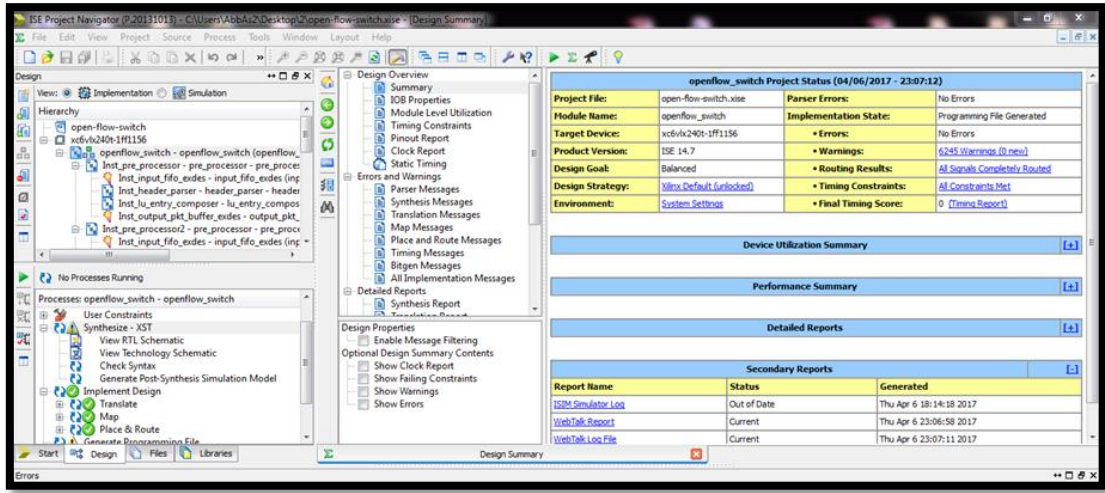 ISE Project Navigator (P.20131013) - C:\Users\AbbAs2\Desktop\2\open-flow-switch.xise - [Design Summary]
File Edit View Project Source Process Tools Window Layout Help
Design
View: Implementation Simulation
Hierarchy
open-flow-switch
xc6vlx240t-1ff1156
openflow_switch - openflow_switch (openflow_
Inst_pre_processor - pre_processor - pre_proces
Inst_input_fifo_exdes - input_fifo_exdes (inp
Inst_header_parser - header_parser - header
Inst_lu_entry_composer - lu_entry_compos
Inst_output_pkt_buffer_exdes - output_pkt_
Inst_pre_processor2 - pre_processor - pre_proce
Inst_input_fifo_exdes - input_fifo_exdes (inp
No Processes Running
Processes: openflow_switch - openflow_switch
User Constraints
Synthesize - XST
View RTL Schematic
View Technology Schematic
Check Syntax
Generate Post-Synthesis Simulation Model
Implement Design
Translate
Map
Place & Route
Generate Programming File
Start Design Files Libraries
Design Overview
Summary
IOB Properties
Module Level Utilization
Timing Constraints
Pinout Report
Clock Report
Static Timing
Errors and Warnings
Parser Messages
Synthesis Messages
Translation Messages
Map Messages
Place and Route Messages
Timing Messages
Bitgen Messages
All Implementation Messages
Detailed Reports
Synthesis Report
Translation Report
Design Properties
Enable Message Filtering
Optional Design Summary Contents
Show Clock Report
Show Failing Constraints
Show Warnings
Show Errors
openflow_switch Project Status (04/06/2017 - 23:07:12)
Project File: open-flow-switch.xise Parser Errors: No Errors
Module Name: openflow_switch Implementation State: Programming File Generated
Target Device: xc6vlx240t-1ff1156 • Errors: No Errors
Product Version: ISE 14.7 • Warnings: 6245 Warnings (0 new)
Design Goal: Balanced • Routing Results: All Signals Completely Routed
Design Strategy: Xilinx Default (unlocked) • Timing Constraints: All Constraints Met
Environment: System Settings • Final Timing Score: 0 (Timing Report)
Device Utilization Summary [+]
Performance Summary [+]
Detailed Reports [+]
Secondary Reports [-]
Report Name Status Generated
ISIM Simulator Log Out of Date Thu Apr 6 18:14:18 2017
WebTalk Report Current Thu Apr 6 23:06:58 2017
WebTalk Log File Current Thu Apr 6 23:07:11 2017
Design Summary
Errors